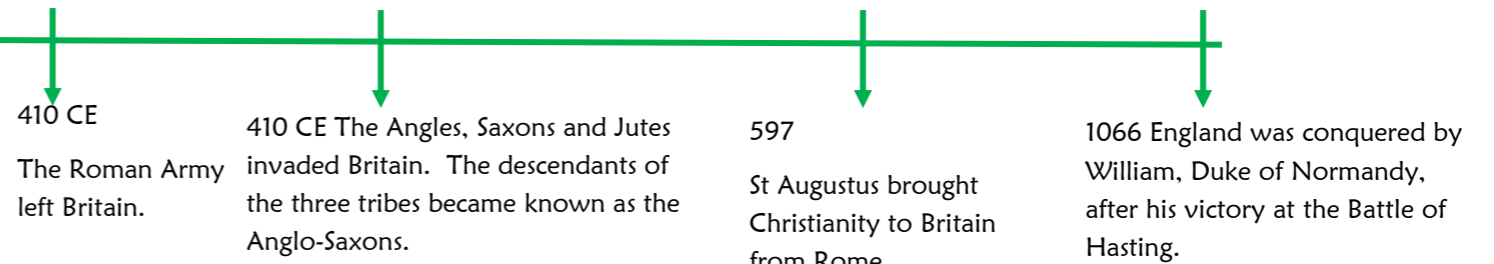 410 CE
The Roman Army
left Britain.
410 CE The Angles, Saxons and Jutes
invaded Britain.  The descendants of
the three tribes became known as the
Anglo-Saxons.
597
St Augustus brought
Christianity to Britain
from Rome
1066 England was conquered by
William, Duke of Normandy,
after his victory at the Battle of
Hasting.